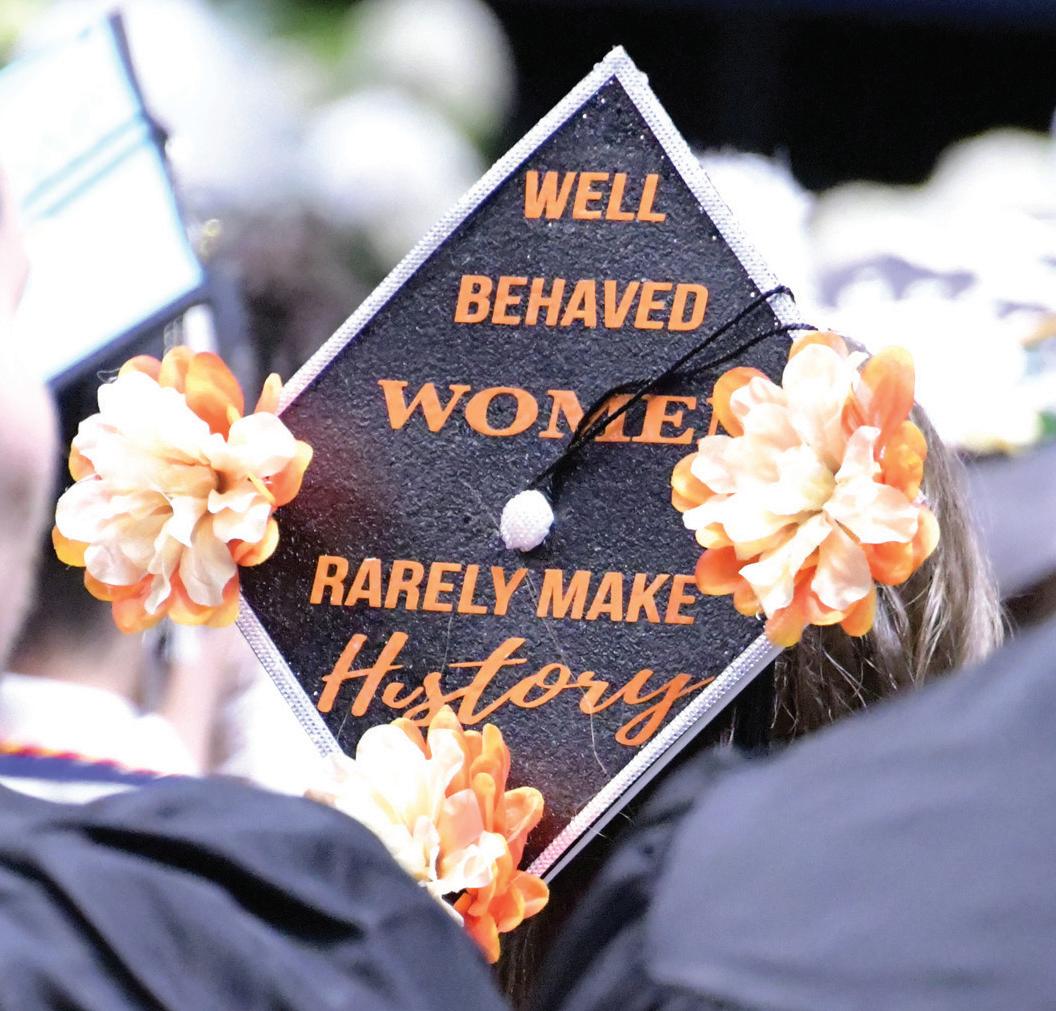 WELL
BEHAVED
WOMEN
RARELY MAKE
History